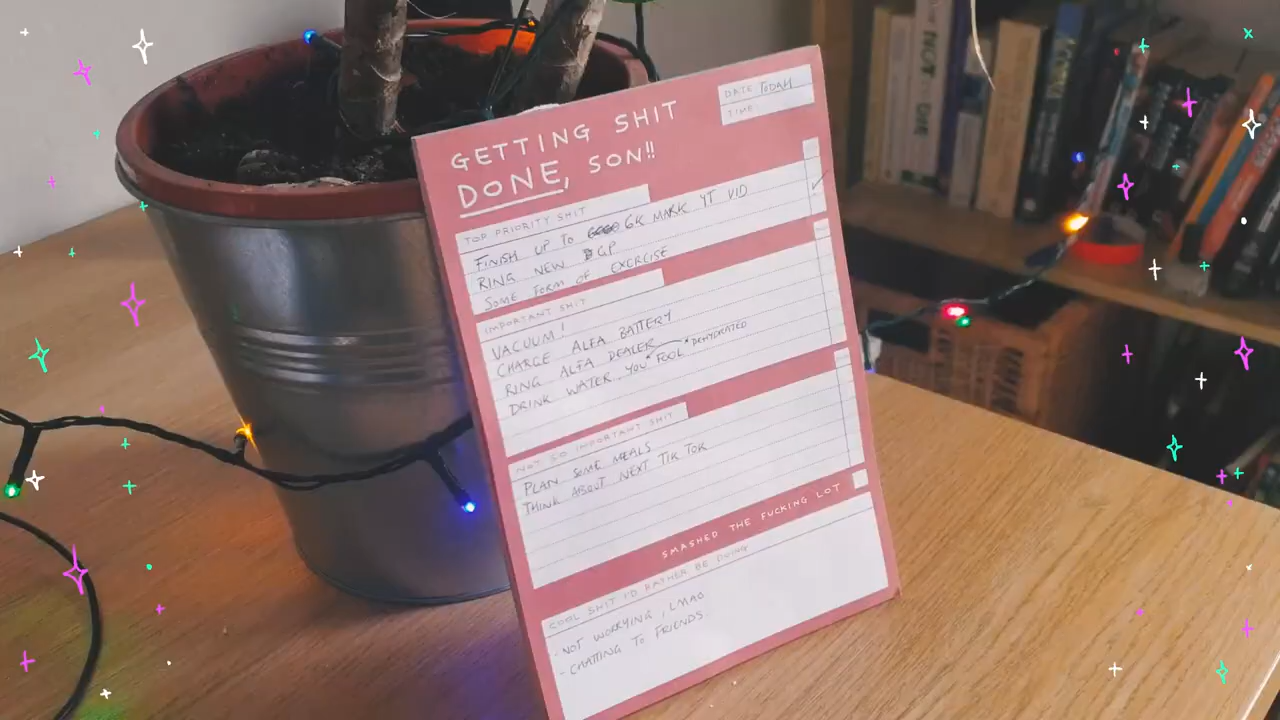 DATE TODAY
TIME
GETTING SHIT
DONE, SON!!
TOP PRIORITY SHIT
FINISH UP TO 6K MARK YT VID
RING NEW GP
SOME FORM OF EXERCISE
IMPORTANT SHIT
VACUUM!
CHARGE ALFA BATTERY
RING ALFA DEALER
DRINK WATER YOU DEHYDRATED FOOL
NOT SO IMPORTANT SHIT
PLAN SOME MEALS
THINK ABOUT NEXT TIK TOK
SMASHED THE FUCKING LOT
COOL SHIT I'D RATHER BE DOING
- NOT WORRYING, LMAO
- CHATTING TO FRIENDS.
NOT